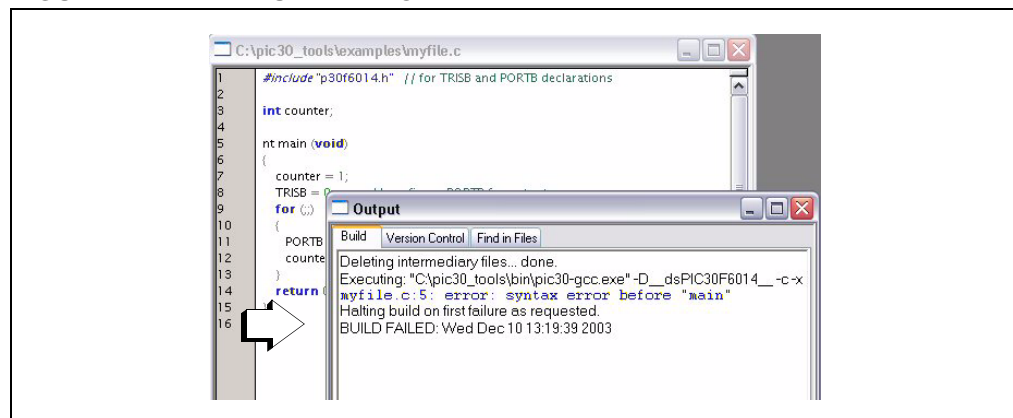 C:\pic30_tools\examples\myfile.c
1 #include "p30f6014.h" // for TRISB and PORTB declarations
2
3 int counter;
4
5 nt main (void)
6 {
7 counter = 1;
8 TRISB =
9 for (;;)
10 {
11 PORTB
12 counte
13 }
14 return
15
16
Output
Build Version Control Find in Files
Deleting intermediary files... done.
Executing: "C:\pic30_tools\bin\pic30-gcc.exe" -D__dsPIC30F6014__ -c -x
myfile.c:5: error: syntax error before "main"
Halting build on first failure as requested.
BUILD FAILED: Wed Dec 10 13:19:39 2003